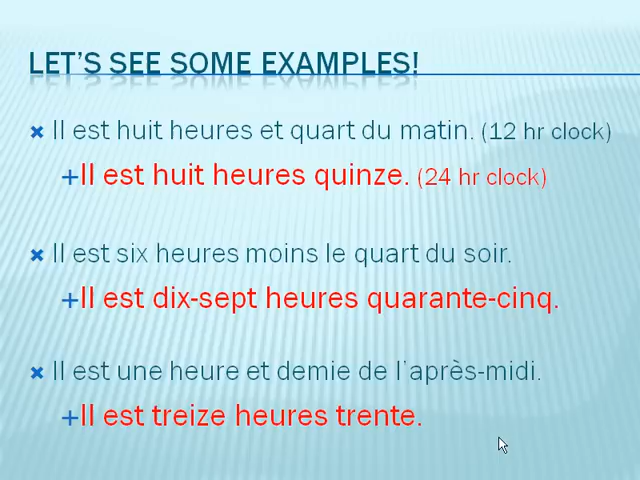 LET'S SEE SOME EXAMPLES!
Il est huit heures et quart du matin. (12 hr clock)
+Il est huit heures quinze. (24 hr clock)
Il est six heures moins le quart du soir.
+Il est dix-sept heures quarante-cinq.
Il est une heure et demie de l'après-midi.
+Il est treize heures trente.